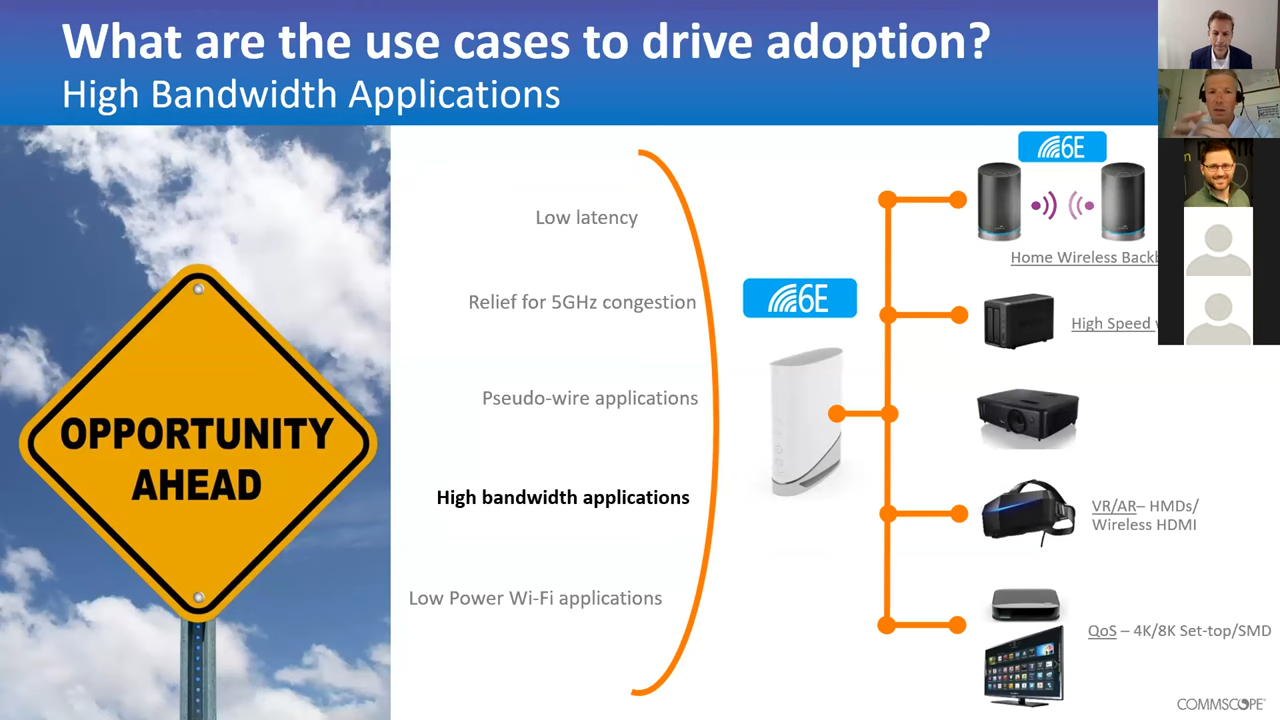 What are the use cases to drive adoption?
High Bandwidth Applications
OPPORTUNITY
AHEAD
Low latency
Relief for 5GHz congestion
Pseudo-wire applications
High bandwidth applications
Low Power Wi-Fi applications
6E
6E
Home Wireless
High Speed
VR/AR– HMDs/
Wireless HDMI
QoS – 4K/8K Set-top/SMD
COMMSCOPE